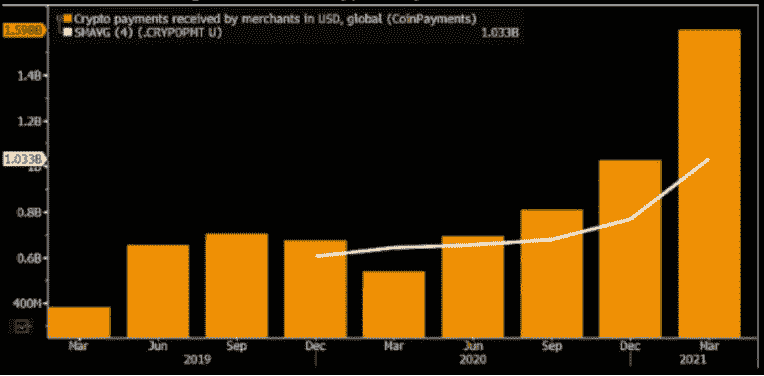 Crypto payments received by merchants in USD, global (CoinPayments)
SMAVG (4) (.CRYPOPMT U) 1.033B
1.598B
1.4B
1.2B
1.033B
0.8B
0.6B
400M
Mar Jun Sep Dec Mar Jun Sep Dec Mar
2019 2020 2021